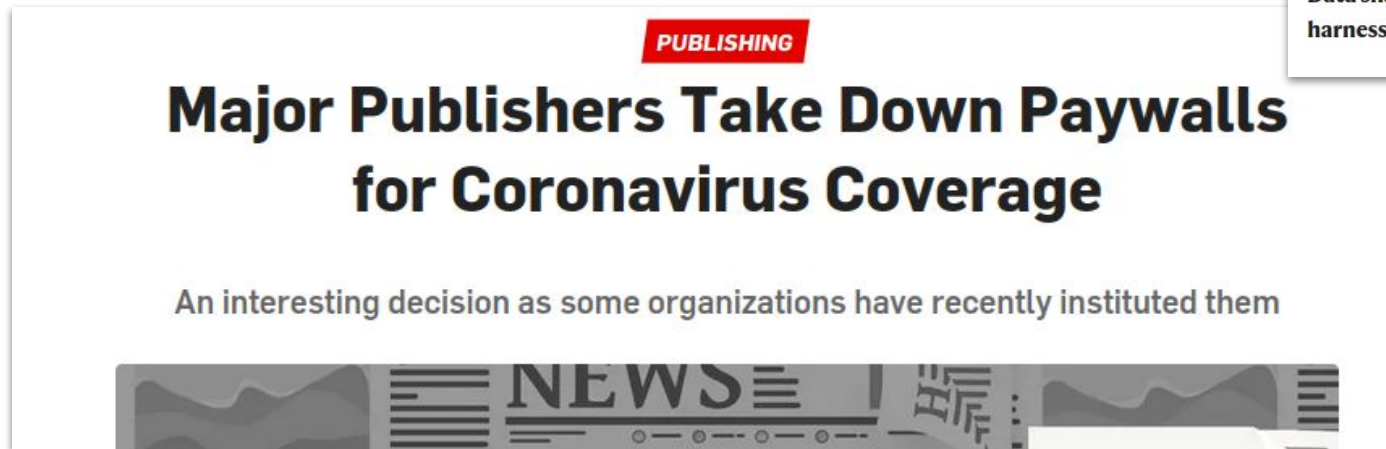 harness
PUBLISHING
Major Publishers Take Down Paywalls
for Coronavirus Coverage
An interesting decision as some organizations have recently instituted them
NEWS